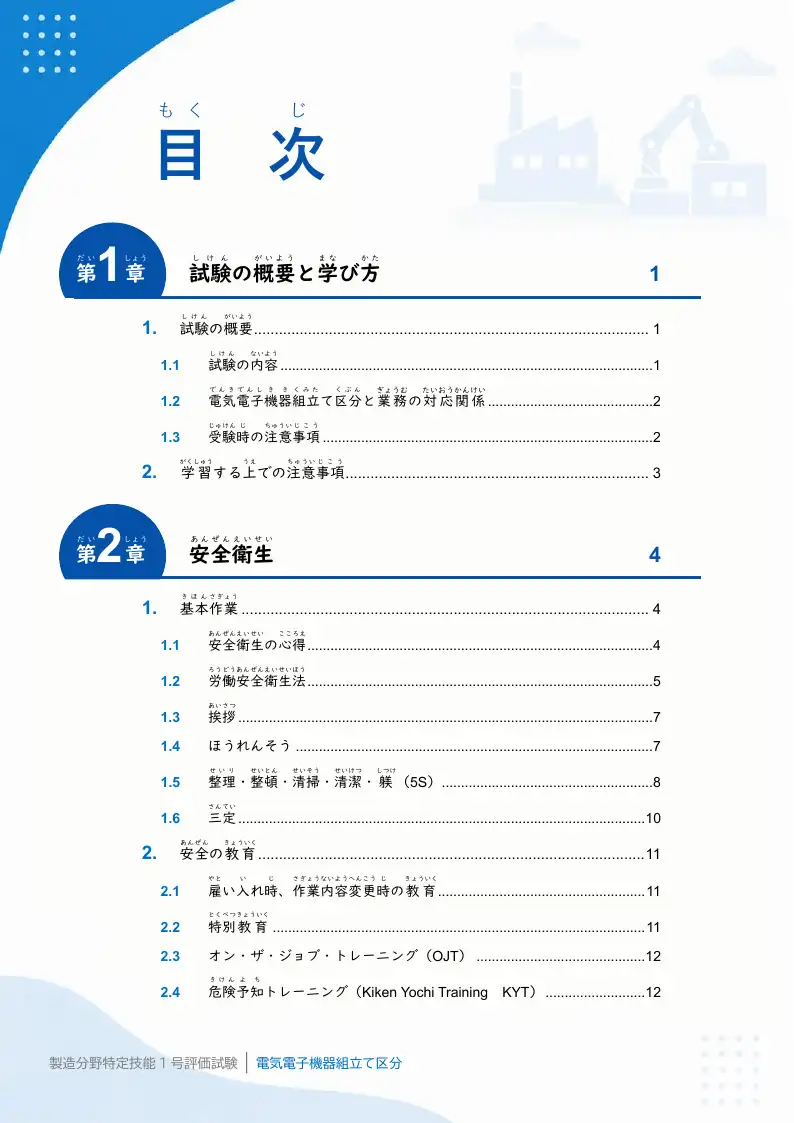 もく じ
目 次
だい しょう しけん がいよう まな かた
第1章 試験の概要と学び方 1
しけん がいよう
1. 試験の概要 1
しけん ないよう
1.1 試験の内容 1
でんきでんしききくみた くぶん ぎょうむ たいおうかんけい
1.2 電気電子機器組立て区分と業務の対応関係 2
じゅけんじ ちゅういじこう
1.3 受験時の注意事項 2
がくしゅう うえ ちゅういじこう
2. 学習する上での注意事項 3
だい しょう あんぜんえいせい
第2章 安全衛生 4
きほんさぎょう
1. 基本作業 4
あんぜんえいせい こころえ
1.1 安全衛生の心得 4
ろうどうあんぜんえいせいほう
1.2 労働安全衛生法 5
あいさつ
1.3 挨拶 7
1.4 ほうれんそう 7
せいり せいとん せいそう せいけつ しつけ
1.5 整理・整頓・清掃・清潔・躾(5S) 8
さんてい
1.6 三定 10
あんぜん きょういく
2. 安全の教育 11
やと い じ さぎょうないようへんこうじ きょういく
2.1 雇い入れ時、作業内容変更時の教育 11
とくべつきょういく
2.2 特別教育 11
2.3 オン・ザ・ジョブ・トレーニング(OJT) 12
きけんよち
2.4 危険予知トレーニング(Kiken Yochi Training KYT) 12
製造分野特定技能1号評価試験 電気電子機器組立て区分